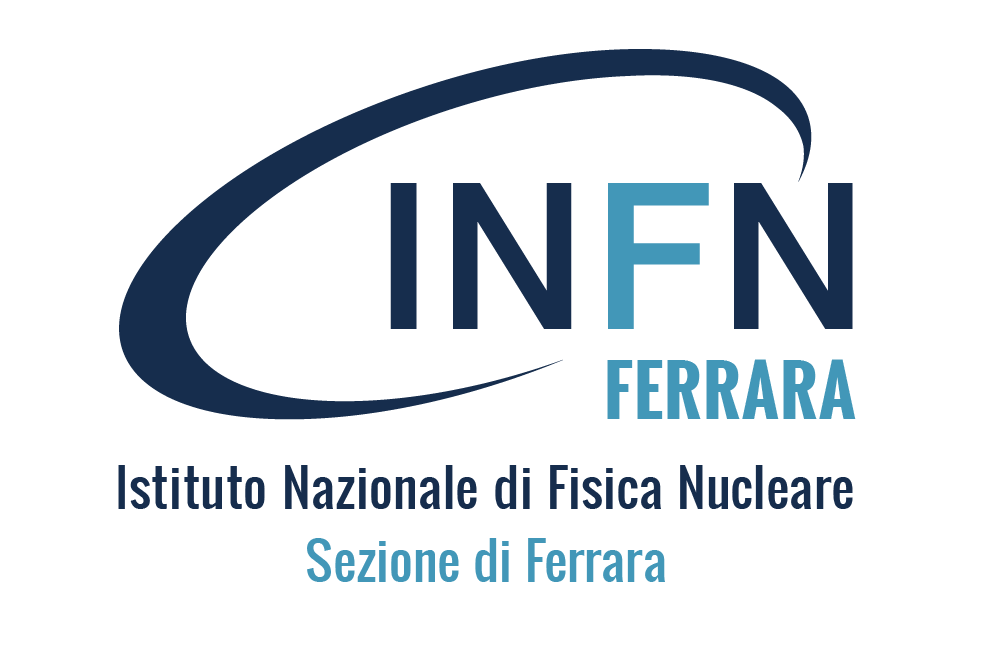 INFN
FERRARA
Istituto Nazionale di Fisica Nucleare
Sezione di Ferrara